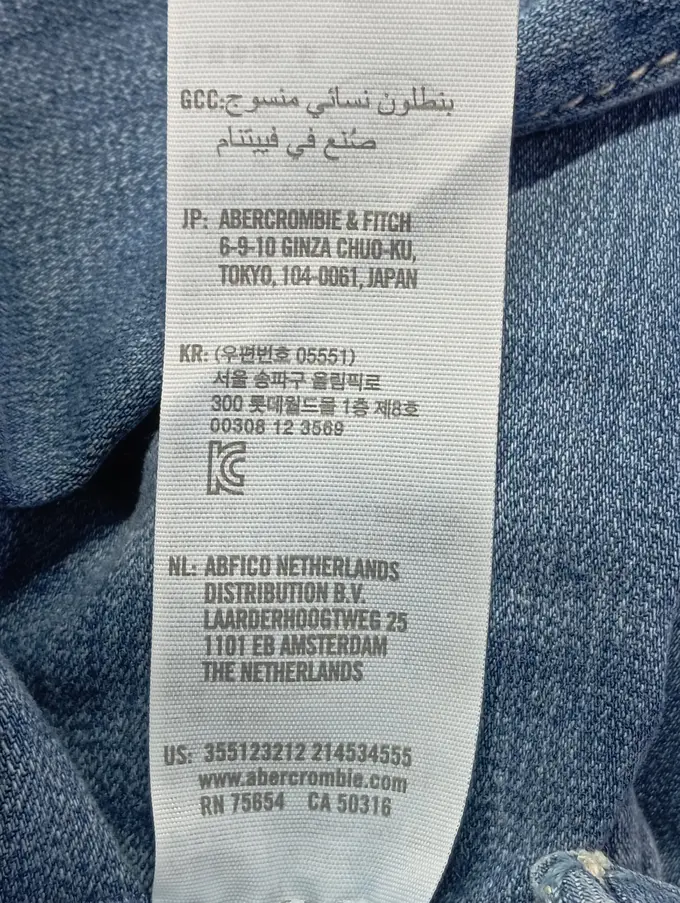 GCC: بنطلون نسائي منسوج
صُنع في فييتنام
JP: ABERCROMBIE & FITCH
6-9-10 GINZA CHUO-KU,
TOKYO, 104-0061, JAPAN
KR: (우편번호 05551)
서울 송파구 올림픽로
300 롯데월드몰 1층 제8호
00308 12 3569
KC
NL: ABFICO NETHERLANDS
DISTRIBUTION B.V.
LAARDERHOOGTWEG 25
1101 EB AMSTERDAM
THE NETHERLANDS
US: 355123212 214534555
www.abercrombie.com
RN 75654 CA 50316